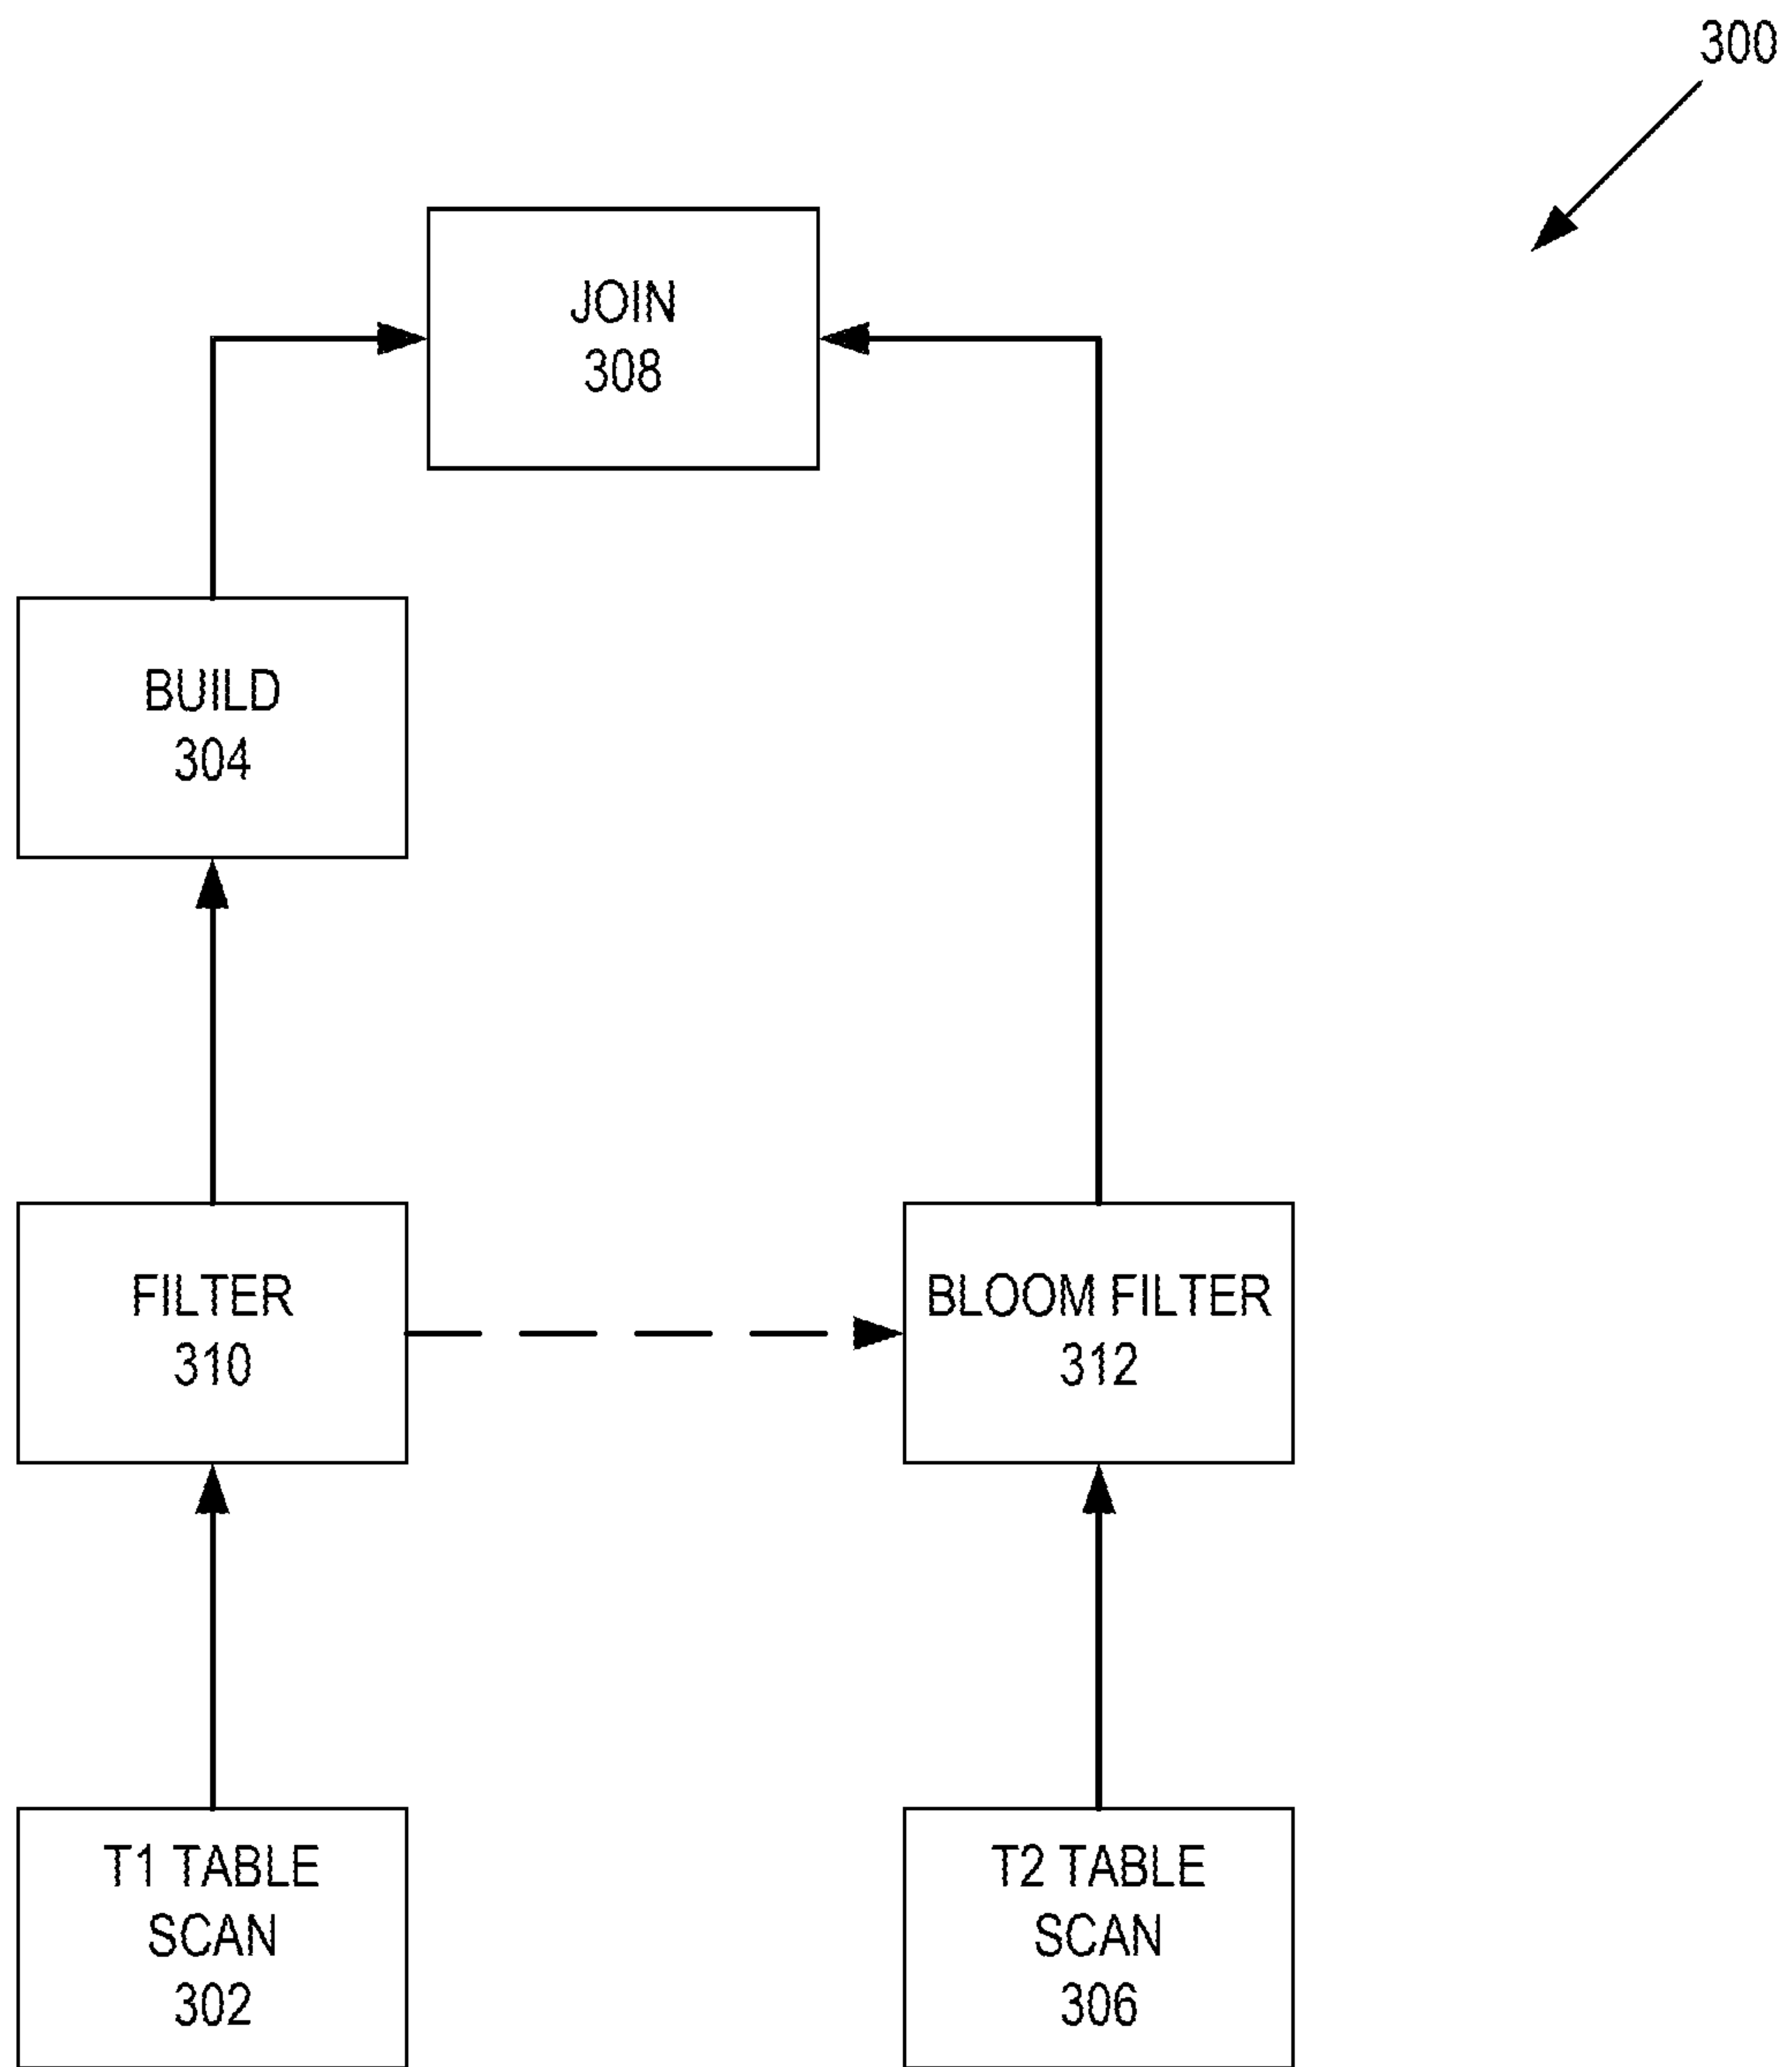 300
JOIN
308
BUILD
304
FILTER
310
BLOOM FILTER
312
T1 TABLE
SCAN
302
T2 TABLE
SCAN
306